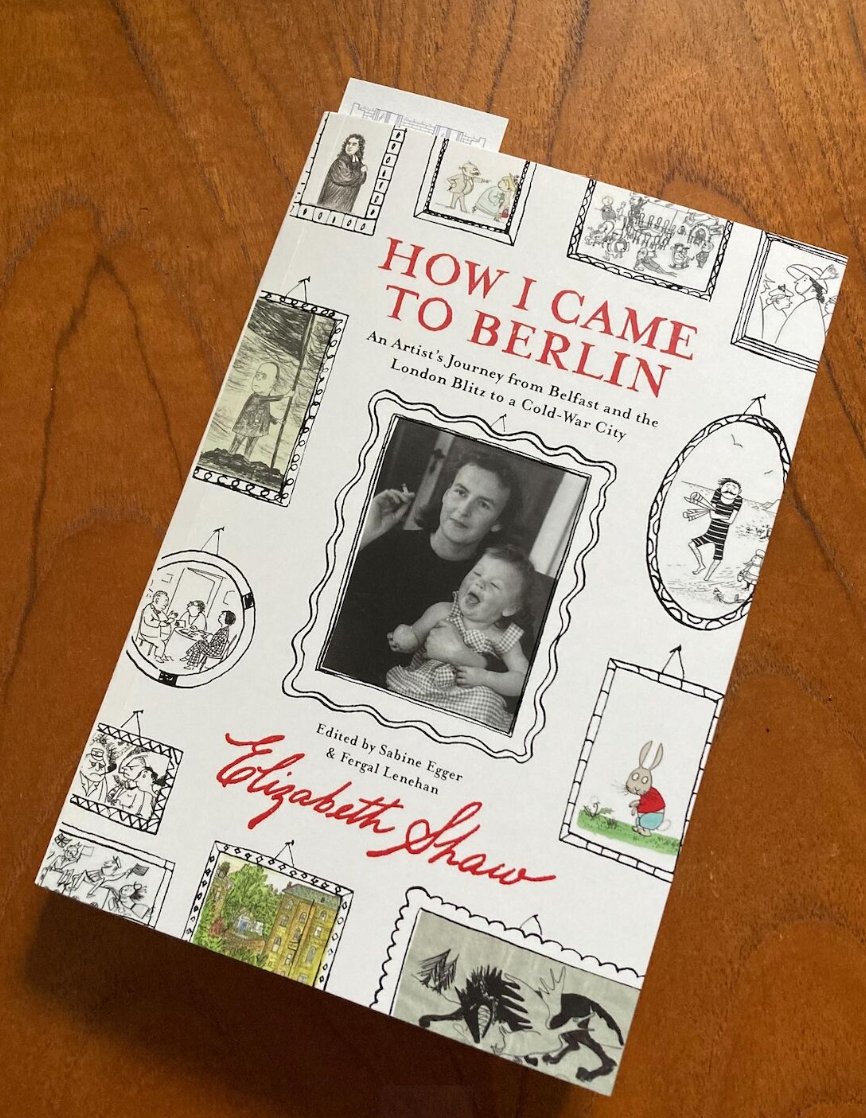 HOW I CAME
TO BERLIN
An Artist's Journey from Belfast and the
London Blitz to a Cold-War City
Edited by Sabine Egger
& Fergal Lenehan
Elizabeth Shaw